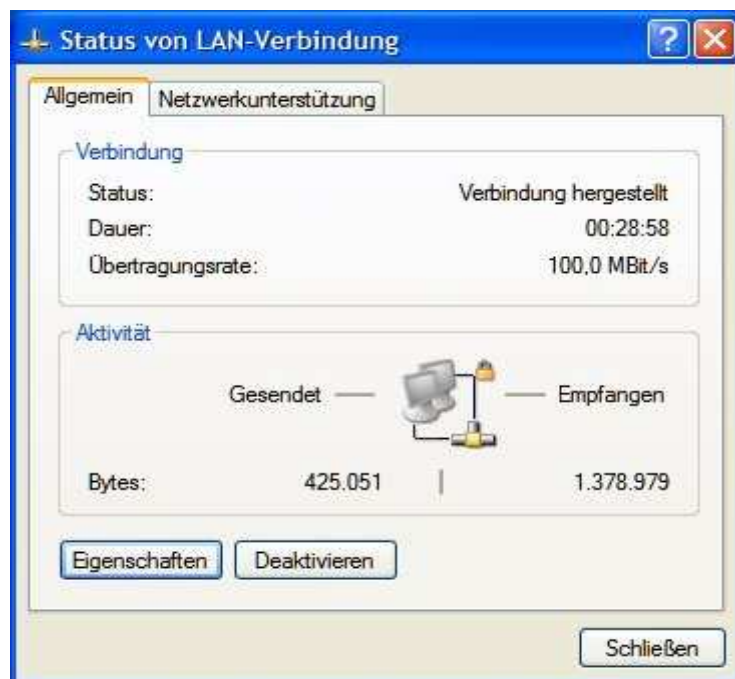 Status von LAN-Verbindung
Allgemein Netzwerkunterstützung
Verbindung
Status: Verbindung hergestellt
Dauer: 00:28:58
Übertragungsrate: 100,0 MBit/s
Aktivität
Gesendet Empfangen
Bytes: 425.051 1.378.979
Eigenschaften Deaktivieren
Schließen